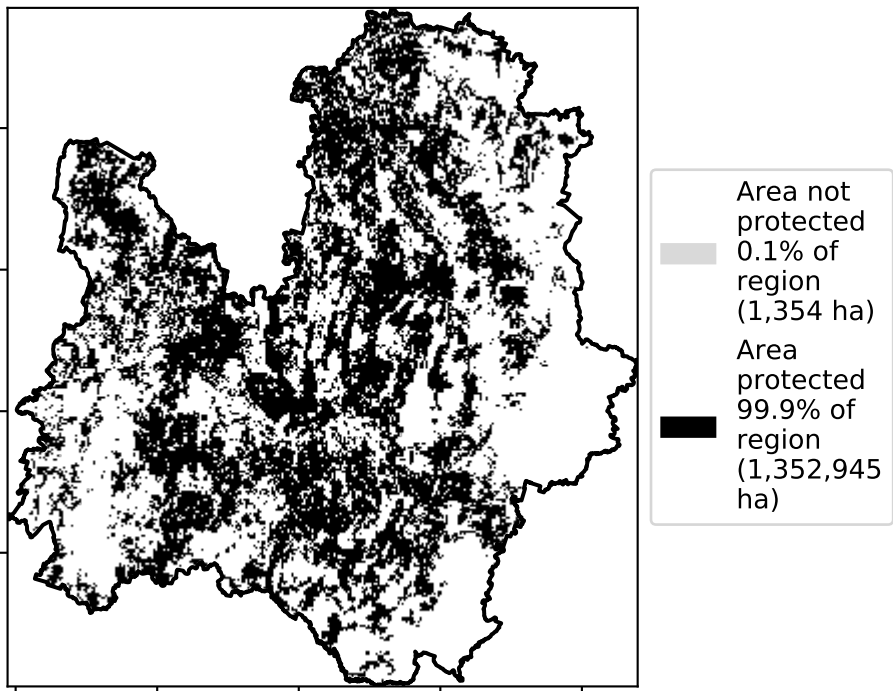 Area not
protected
0.1% of
region
(1,354 ha)
Area
protected
99.9% of
region
(1,352,945
ha)